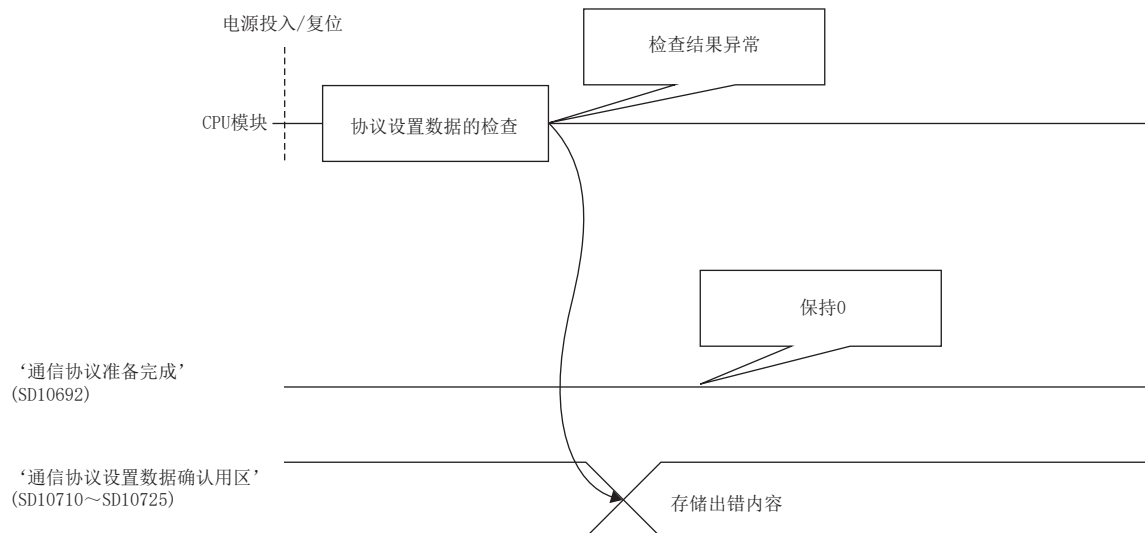 电源投入/复位
检查结果异常
CPU模块
协议设置数据的检查
保持0
‘通信协议准备完成’
(SD10692)
‘通信协议设置数据确认用区’
(SD10710～SD10725)
存储出错内容